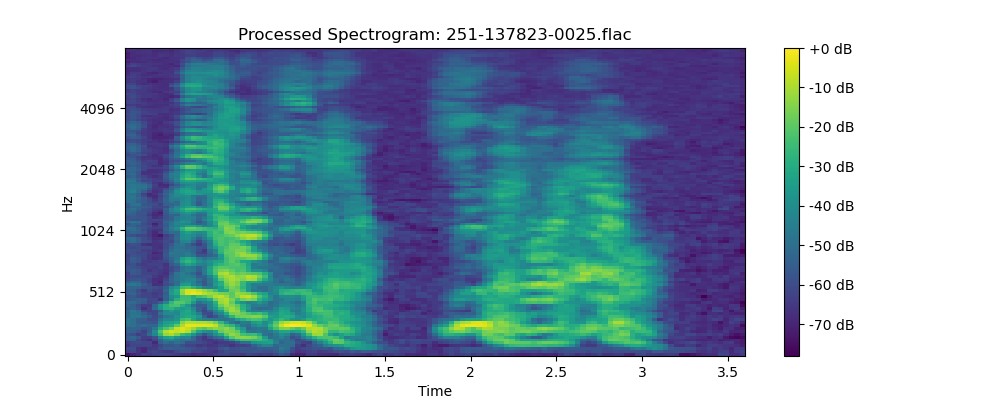 Processed Spectrogram: 251-137823-0025.flac
Hz
4096
2048
1024
512
0
0 0.5 1 1.5 2 2.5 3 3.5
Time
+0 dB
-10 dB
-20 dB
-30 dB
-40 dB
-50 dB
-60 dB
-70 dB